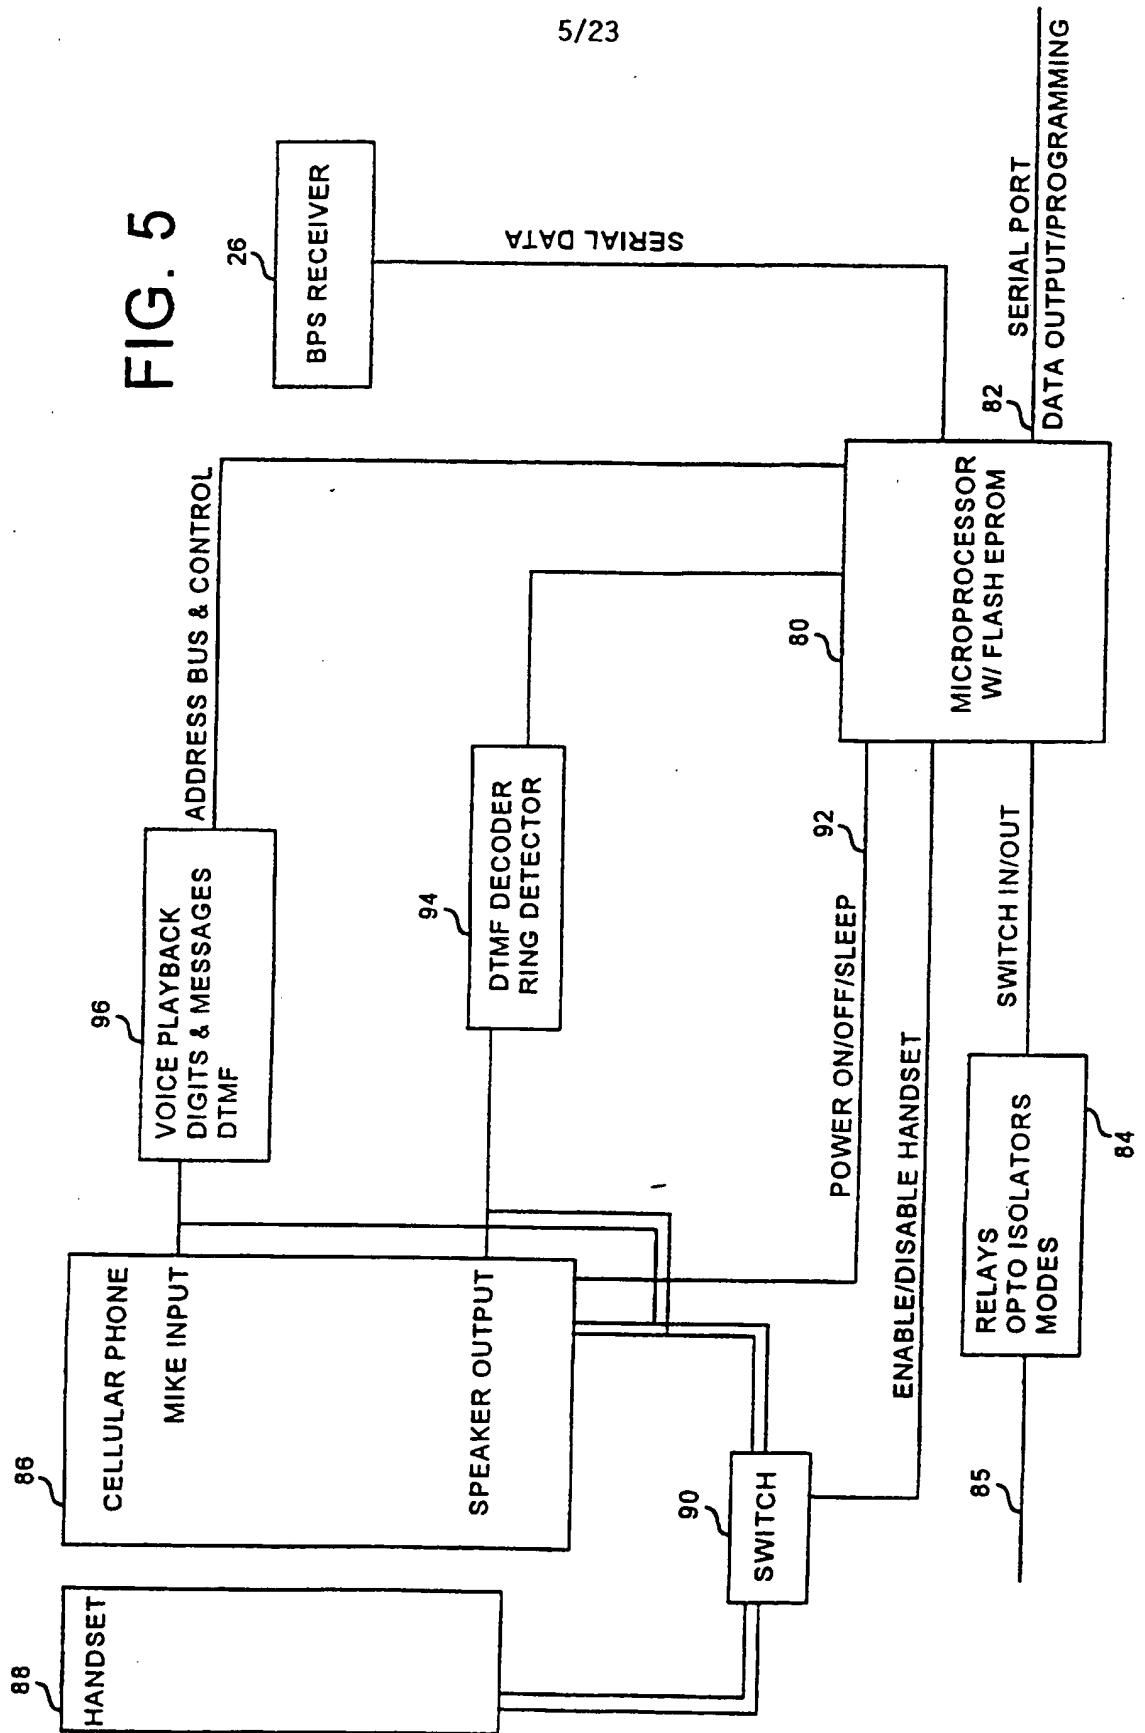 5/23
FIG. 5
88
HANDSET
86
CELLULAR PHONE
MIKE INPUT
SPEAKER OUTPUT
96
VOICE PLAYBACK
DIGITS & MESSAGES
DTMF
ADDRESS BUS & CONTROL
26
BPS RECEIVER
SERIAL DATA
94
DTMF DECODER
RING DETECTOR
90
SWITCH
POWER ON/OFF/SLEEP
92
ENABLE/DISABLE HANDSET
80
MICROPROCESSOR
W/ FLASH EPROM
82
SERIAL PORT
DATA OUTPUT/PROGRAMMING
85
RELAYS
OPTO ISOLATORS
MODES
84
SWITCH IN/OUT